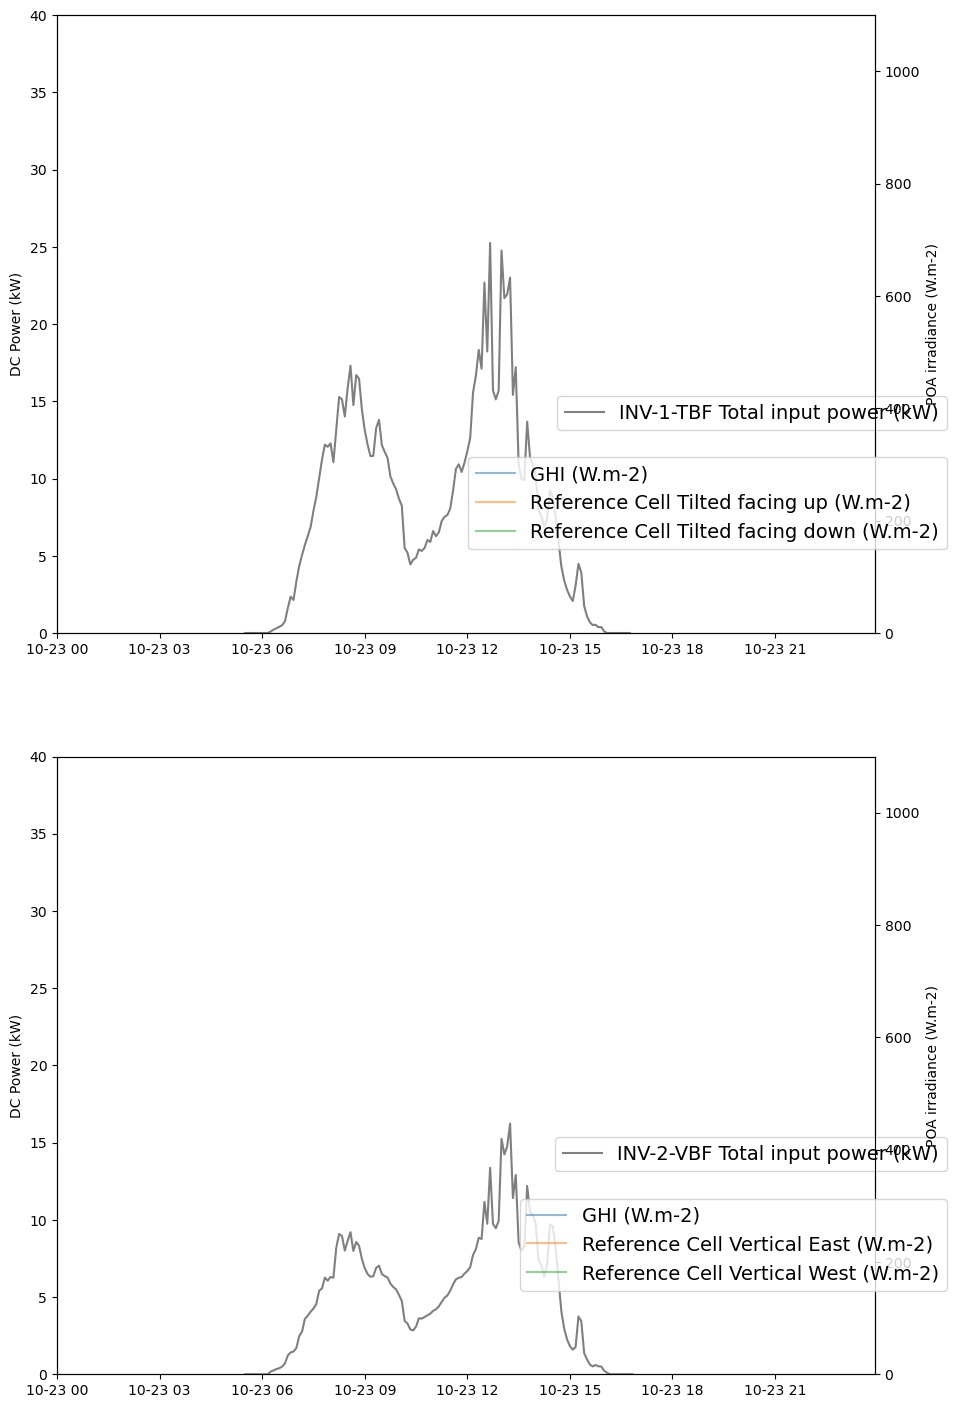 40
35
30
25
20
15
10
5
0
DC Power (kW)
1000
800
600
400
200
0
POA irradiance (W.m-2)
INV-1-TBF Total input power (kW)
GHI (W.m-2)
Reference Cell Tilted facing up (W.m-2)
Reference Cell Tilted facing down (W.m-2)
10-23 00 10-23 03 10-23 06 10-23 09 10-23 12 10-23 15 10-23 18 10-23 21
40
35
30
25
20
15
10
5
0
DC Power (kW)
1000
800
600
400
200
0
POA irradiance (W.m-2)
INV-2-VBF Total input power (kW)
GHI (W.m-2)
Reference Cell Vertical East (W.m-2)
Reference Cell Vertical West (W.m-2)
10-23 00 10-23 03 10-23 06 10-23 09 10-23 12 10-23 15 10-23 18 10-23 21